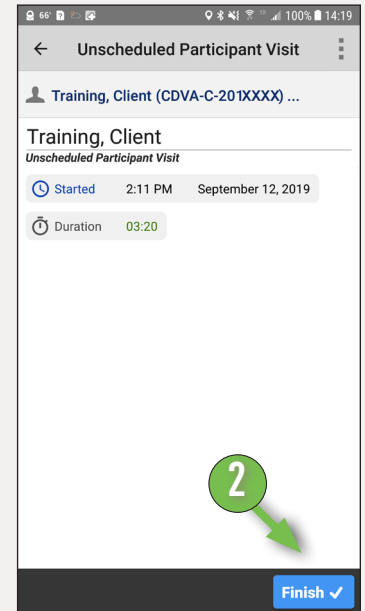 66° 100% 14:19
← Unscheduled Participant Visit
Training, Client (CDVA-C-201XXXX) ...
Training, Client
Unscheduled Participant Visit
Started 2:11 PM September 12, 2019
Duration 03:20
2
Finish ✓